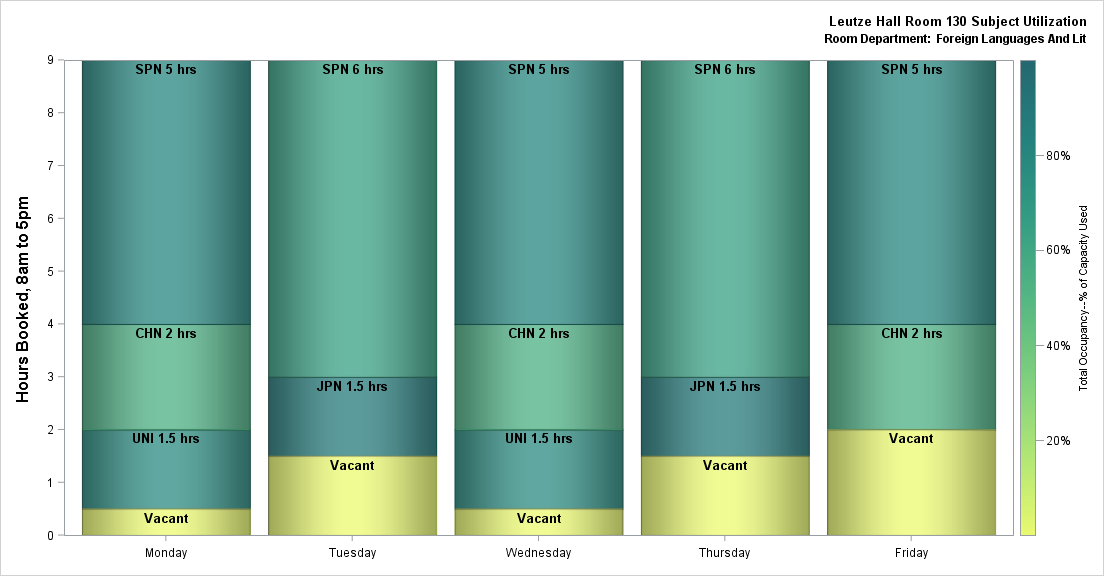 Leutze Hall Room 130 Subject Utilization
Room Department: Foreign Languages And Lit
Hours Booked, 8am to 5pm
9
8
7
6
5
4
3
2
1
0
SPN 5 hrs
CHN 2 hrs
UNI 1.5 hrs
Vacant
SPN 6 hrs
JPN 1.5 hrs
Vacant
SPN 5 hrs
CHN 2 hrs
UNI 1.5 hrs
Vacant
SPN 6 hrs
JPN 1.5 hrs
Vacant
SPN 5 hrs
CHN 2 hrs
Vacant
Monday
Tuesday
Wednesday
Thursday
Friday
80%
60%
40%
20%
Total Occupancy--% of Capacity Used